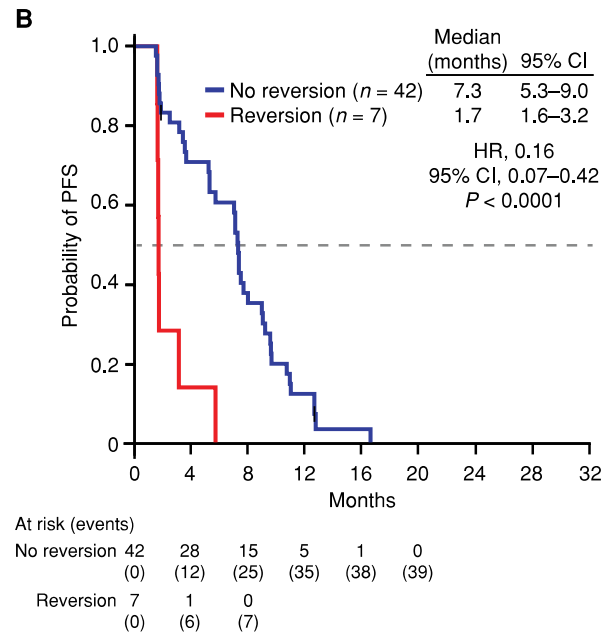 B
Median
(months) 95% CI
No reversion (n = 42) 7.3 5.3–9.0
Reversion (n = 7) 1.7 1.6–3.2
HR, 0.16
95% CI, 0.07–0.42
P < 0.0001
Probability of PFS
1.0
0.8
0.6
0.4
0.2
0
0 4 8 12 16 20 24 28 32
Months
At risk (events)
No reversion 42 28 15 5 1 0
(0) (12) (25) (35) (38) (39)
Reversion 7 1 0
(0) (6) (7)